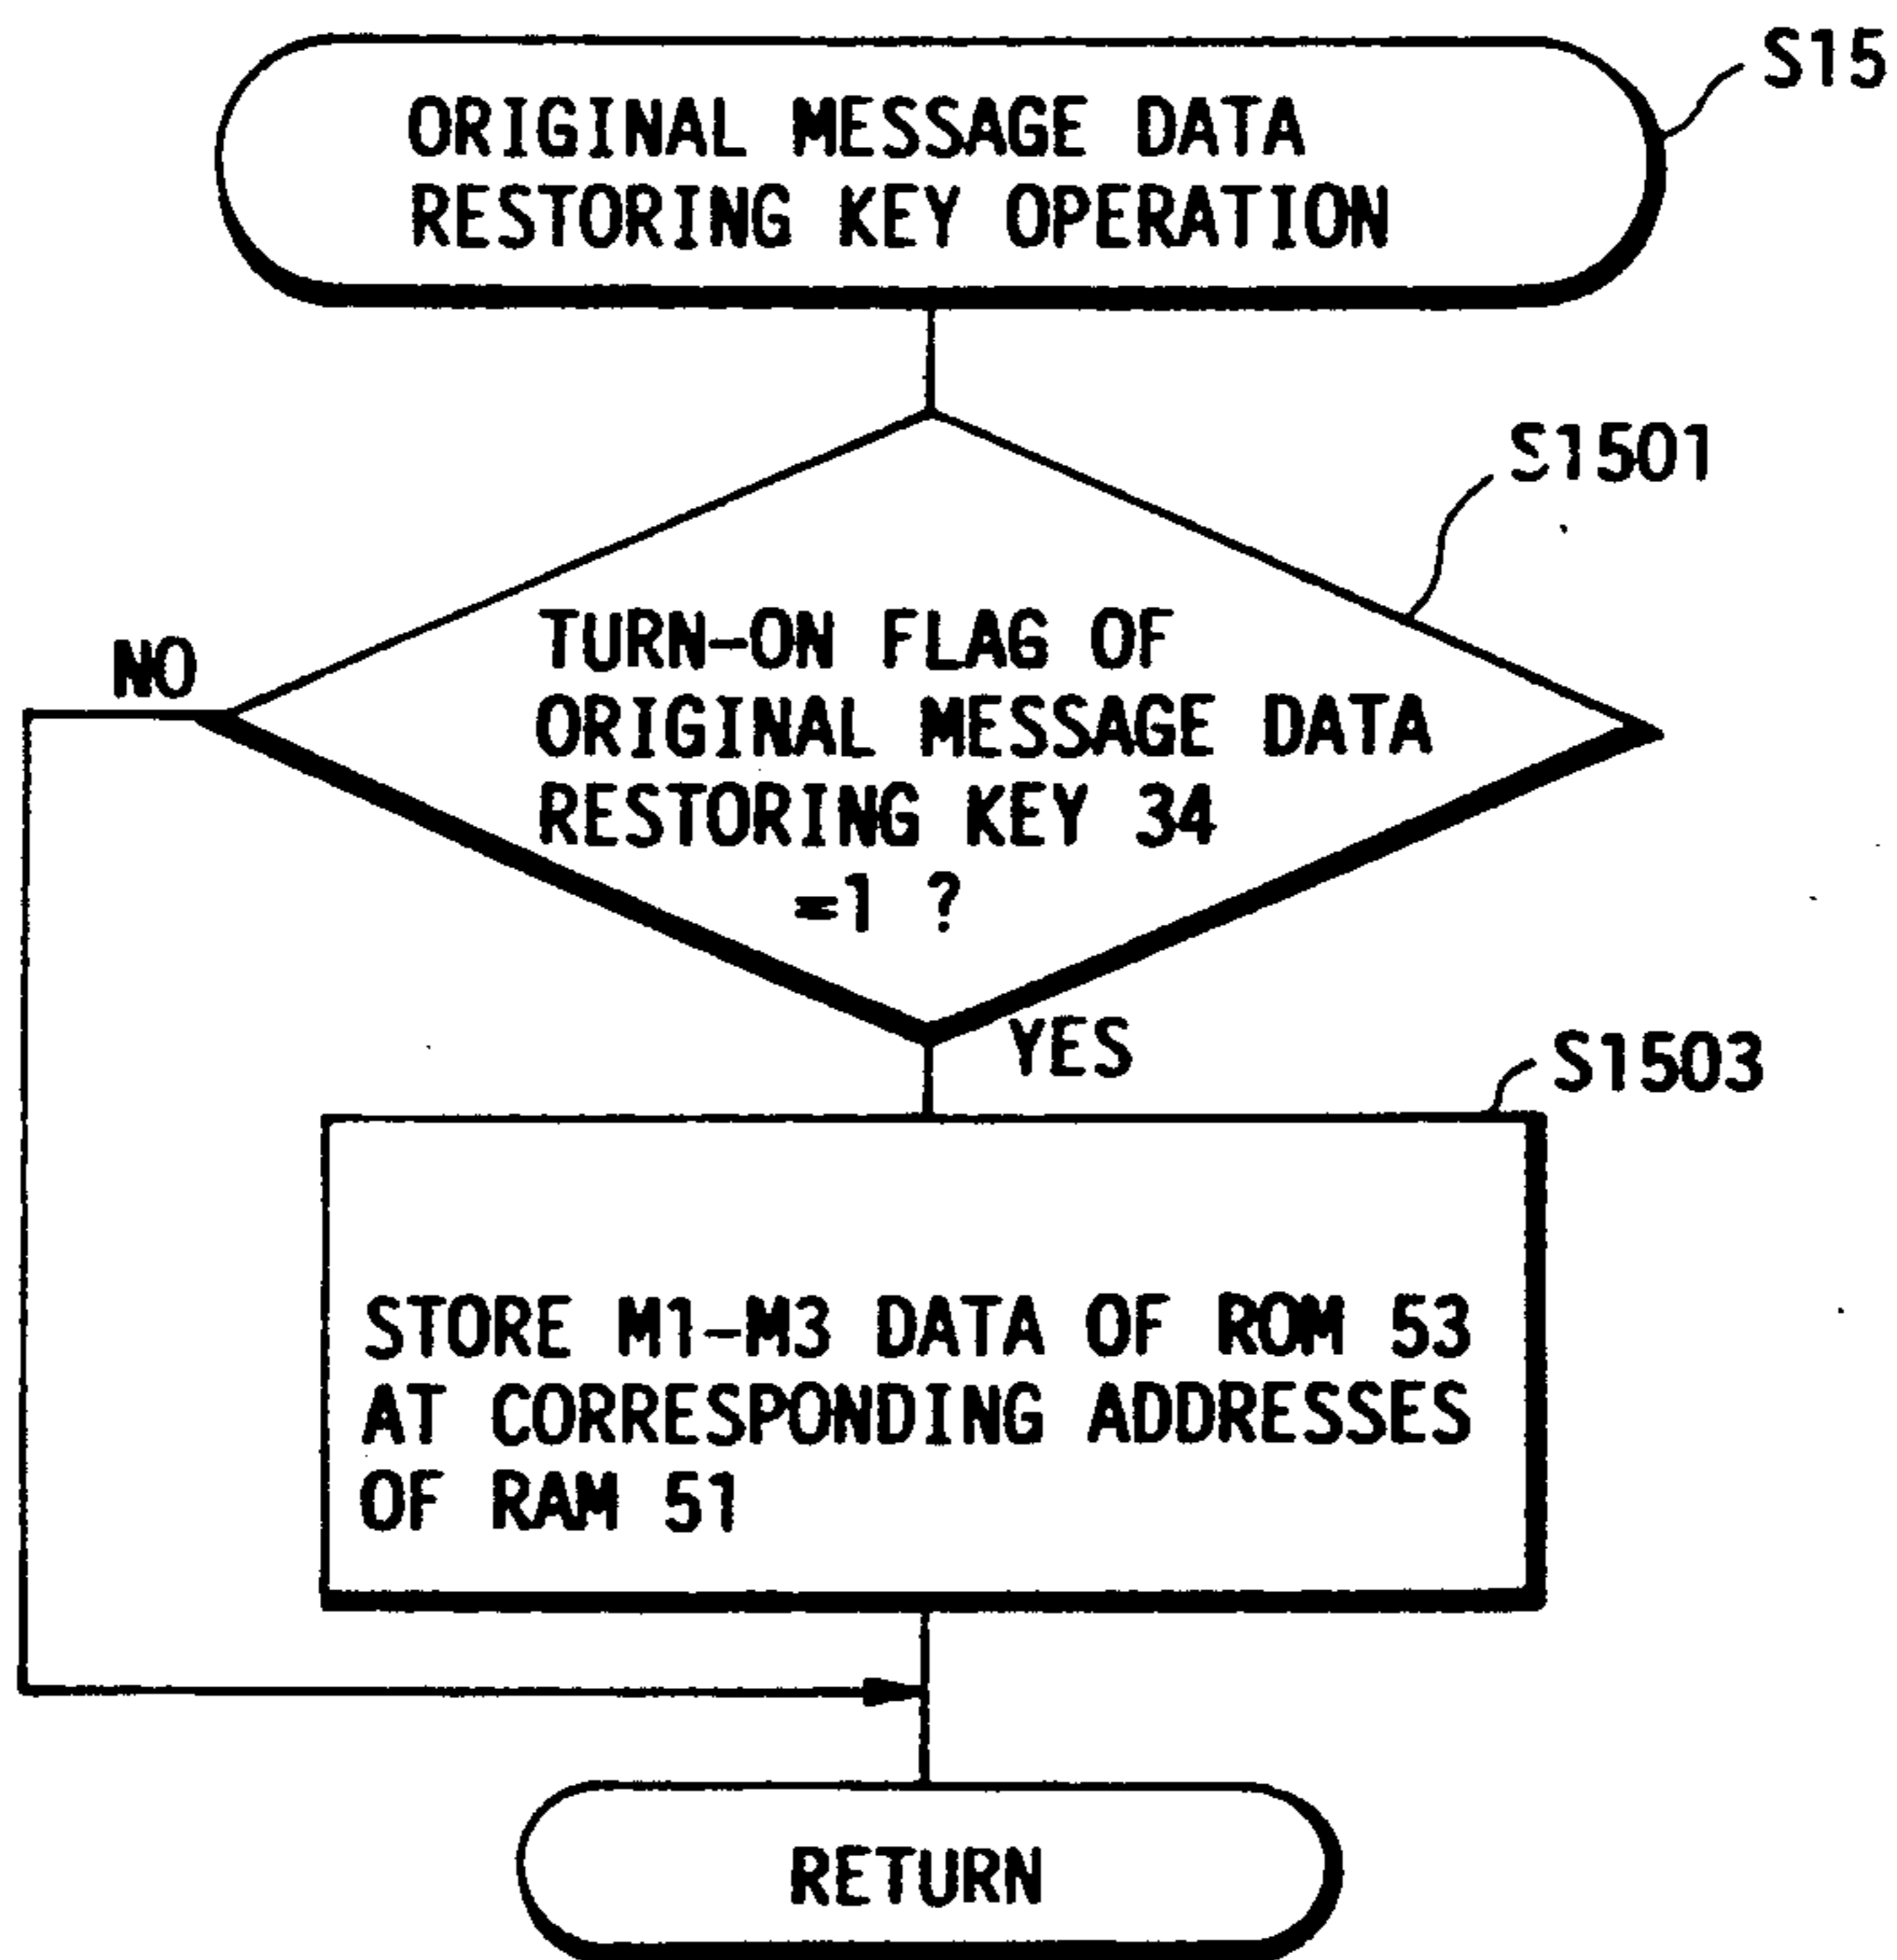 S15
ORIGINAL MESSAGE DATA
RESTORING KEY OPERATION
S1501
TURN-ON FLAG OF
ORIGINAL MESSAGE DATA
RESTORING KEY 34
=1 ?
NO
YES
S1503
STORE M1-M3 DATA OF ROM 53
AT CORRESPONDING ADDRESSES
OF RAM 51
RETURN